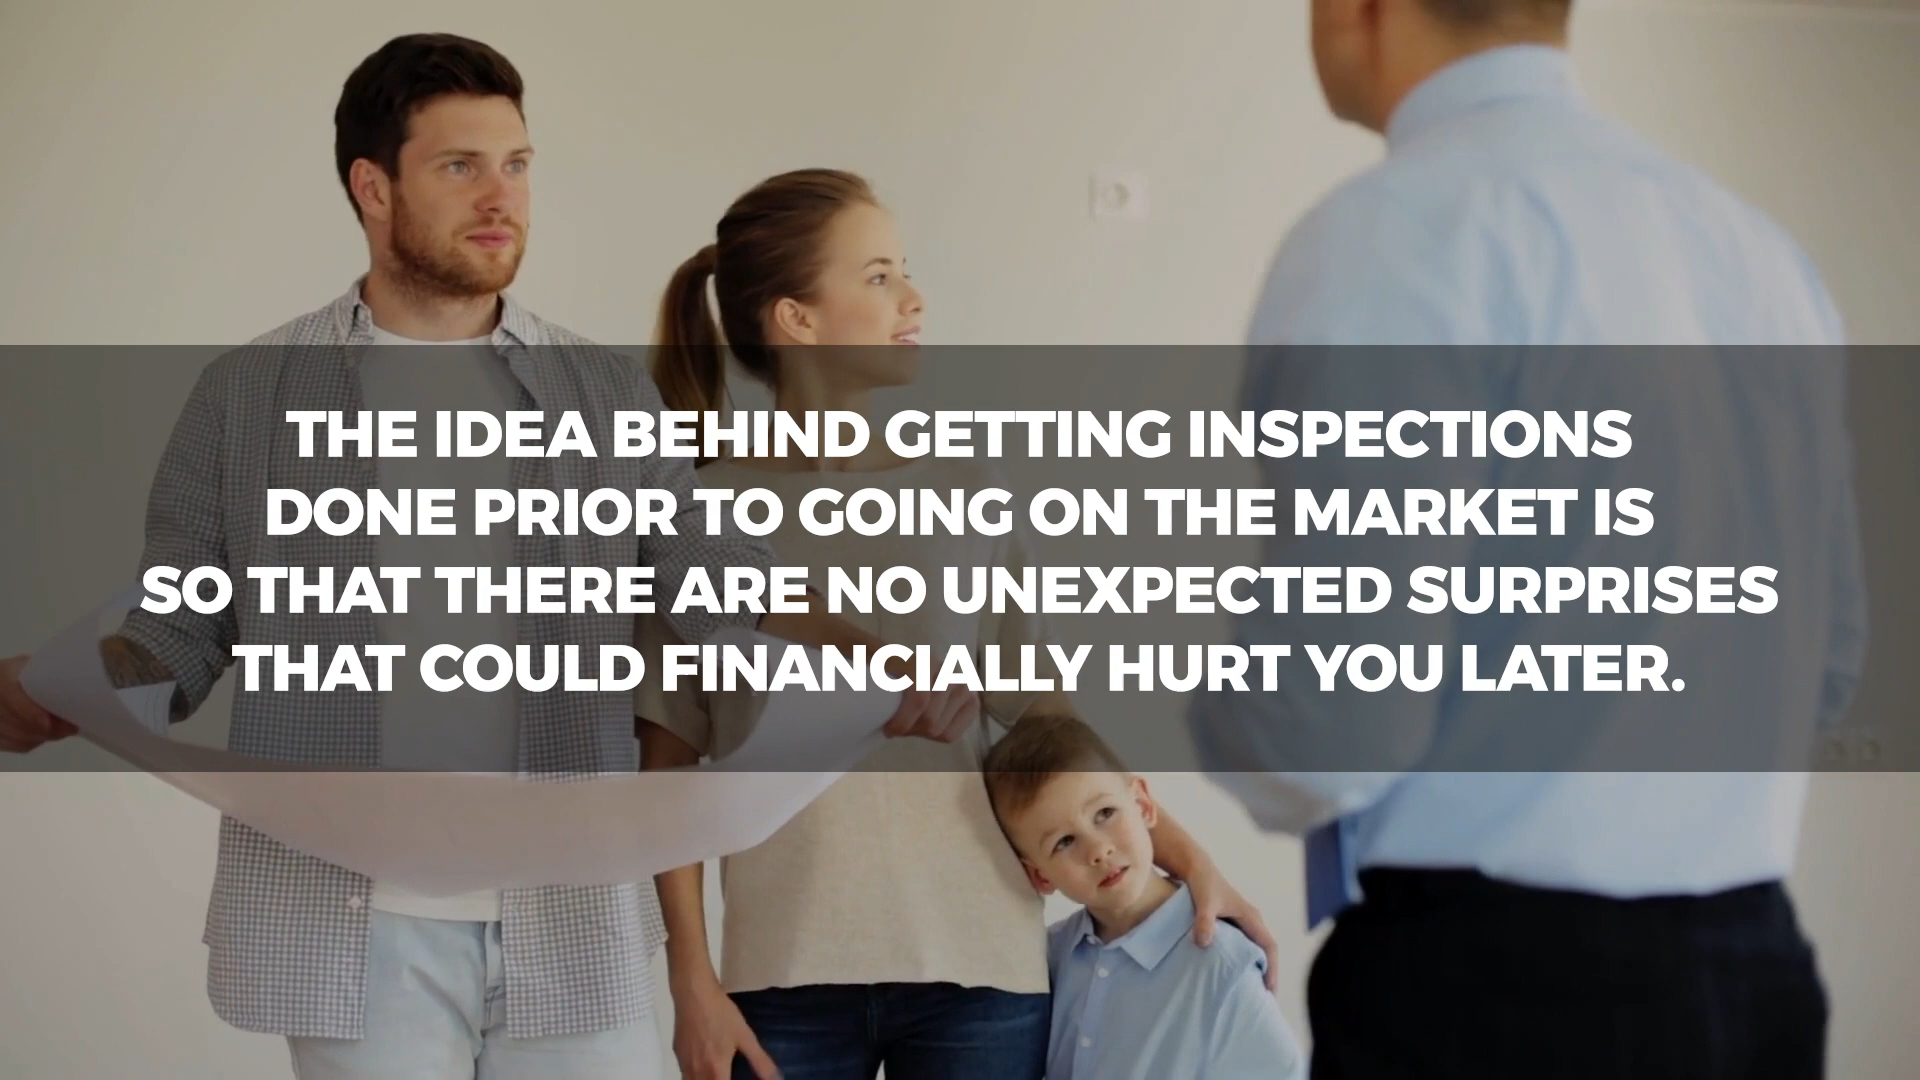 THE IDEA BEHIND GETTING INSPECTIONS
DONE PRIOR TO GOING ON THE MARKET IS
SO THAT THERE ARE NO UNEXPECTED SURPRISES
THAT COULD FINANCIALLY HURT YOU LATER.